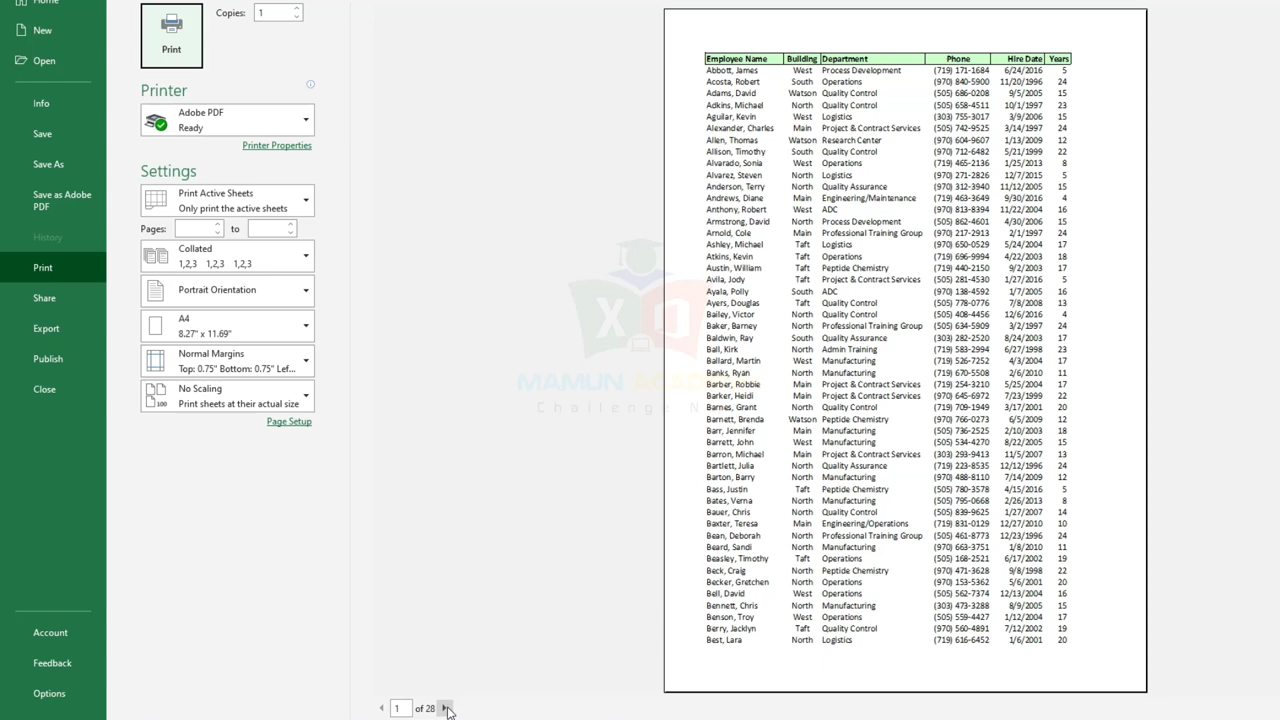 Home
New
Open
Info
Save
Save As
Save as Adobe
PDF
History
Print
Share
Export
Publish
Close
Account
Feedback
Options
Print
Copies: 1
Printer
Adobe PDF
Ready
Printer Properties
Settings
Print Active Sheets
Only print the active sheets
Pages: to
Collated
1,2,3 1,2,3 1,2,3
Portrait Orientation
A4
8.27" x 11.69"
Normal Margins
Top: 0.75" Bottom: 0.75" Lef...
No Scaling
Print sheets at their actual size
100
Page Setup
1 of 28
Employee Name Building Department Phone Hire Date Years
Abbott, James West Process Development (719) 171-1684 6/24/2016 5
Acosta, Robert South Operations (970) 840-5900 11/20/1996 24
Adams, David Watson Quality Control (505) 686-0208 9/5/2005 15
Adkins, Michael North Quality Control (505) 658-4511 10/1/1997 23
Aguilar, Kevin West Logistics (303) 755-3017 3/9/2006 15
Alexander, Charles Main Project & Contract Services (505) 742-9525 3/14/1997 24
Allen, Thomas Watson Research Center (970) 604-9607 1/13/2009 12
Allison, Timothy South Quality Control (970) 712-6482 5/21/1999 22
Alvarado, Sonia West Operations (719) 465-2136 1/25/2013 8
Alvarez, Steven North Logistics (970) 271-2826 12/7/2015 5
Anderson, Terry North Quality Assurance (970) 312-3940 11/12/2005 15
Andrews, Diane Main Engineering/Maintenance (719) 463-3649 9/30/2016 4
Anthony, Robert West ADC (970) 813-8394 11/22/2004 16
Armstrong, David North Process Development (505) 862-4601 4/30/2006 15
Arnold, Cole Main Professional Training Group (970) 217-2913 2/1/1997 24
Ashley, Michael Taft Logistics (970) 650-0529 5/24/2004 17
Atkins, Kevin Taft Operations (719) 696-9994 4/22/2003 18
Austin, William Taft Peptide Chemistry (719) 440-2150 9/2/2003 17
Avila, Jody Taft Project & Contract Services (505) 281-4530 1/27/2016 5
Ayala, Polly South ADC (970) 138-4592 1/7/2005 16
Ayers, Douglas Taft Quality Control (505) 778-0776 7/8/2008 13
Bailey, Victor North Quality Control (505) 408-4456 12/6/2016 4
Baker, Barney North Professional Training Group (505) 634-5909 3/2/1997 24
Baldwin, Ray South Quality Assurance (303) 282-2520 8/24/2003 17
Ball, Kirk North Admin Training (719) 583-2994 6/27/1998 23
Ballard, Martin West Manufacturing (719) 526-7252 4/3/2004 17
Banks, Ryan Main Manufacturing (719) 670-5508 2/6/2010 11
Barber, Robbie Main Project & Contract Services (719) 254-3210 5/25/2004 17
Barker, Heidi Main Project & Contract Services (970) 645-6972 7/23/1999 22
Barnes, Grant North Quality Control (719) 709-1949 3/17/2001 20
Barnett, Brenda Watson Peptide Chemistry (970) 766-0273 6/5/2009 12
Barr, Jennifer Main Manufacturing (505) 736-2525 2/10/2003 18
Barrett, John West Manufacturing (505) 534-4270 8/22/2005 15
Barron, Michael Main Project & Contract Services (303) 293-9413 11/5/2007 13
Bartlett, Julia North Quality Assurance (719) 223-8535 12/12/1996 24
Barton, Barry North Manufacturing (970) 488-8110 7/14/2009 12
Bass, Justin Taft Peptide Chemistry (505) 780-3578 4/15/2016 5
Bates, Verna North Manufacturing (505) 795-0668 2/26/2013 8
Bauer, Chris North Quality Control (505) 839-9625 1/27/2007 14
Baxter, Teresa Main Engineering/Operations (719) 831-0129 12/27/2010 10
Bean, Deborah North Professional Training Group (505) 461-8773 12/23/1996 24
Beard, Sandi North Manufacturing (970) 663-3751 1/8/2010 11
Beasley, Timothy Taft Operations (505) 168-2521 4/17/2002 19
Beck, Craig North Peptide Chemistry (970) 471-3628 9/8/1998 22
Becker, Gretchen North Operations (970) 153-5362 5/6/2001 20
Bell, David West Operations (505) 562-7374 12/13/2004 16
Bennett, Chris North Manufacturing (303) 473-3288 8/9/2005 15
Benson, Troy West Operations (505) 559-4427 1/12/2004 17
Berry, Jacklyn Taft Quality Control (970) 560-4891 7/12/2002 19
Best, Lara North Logistics (719) 616-6452 1/6/2001 20